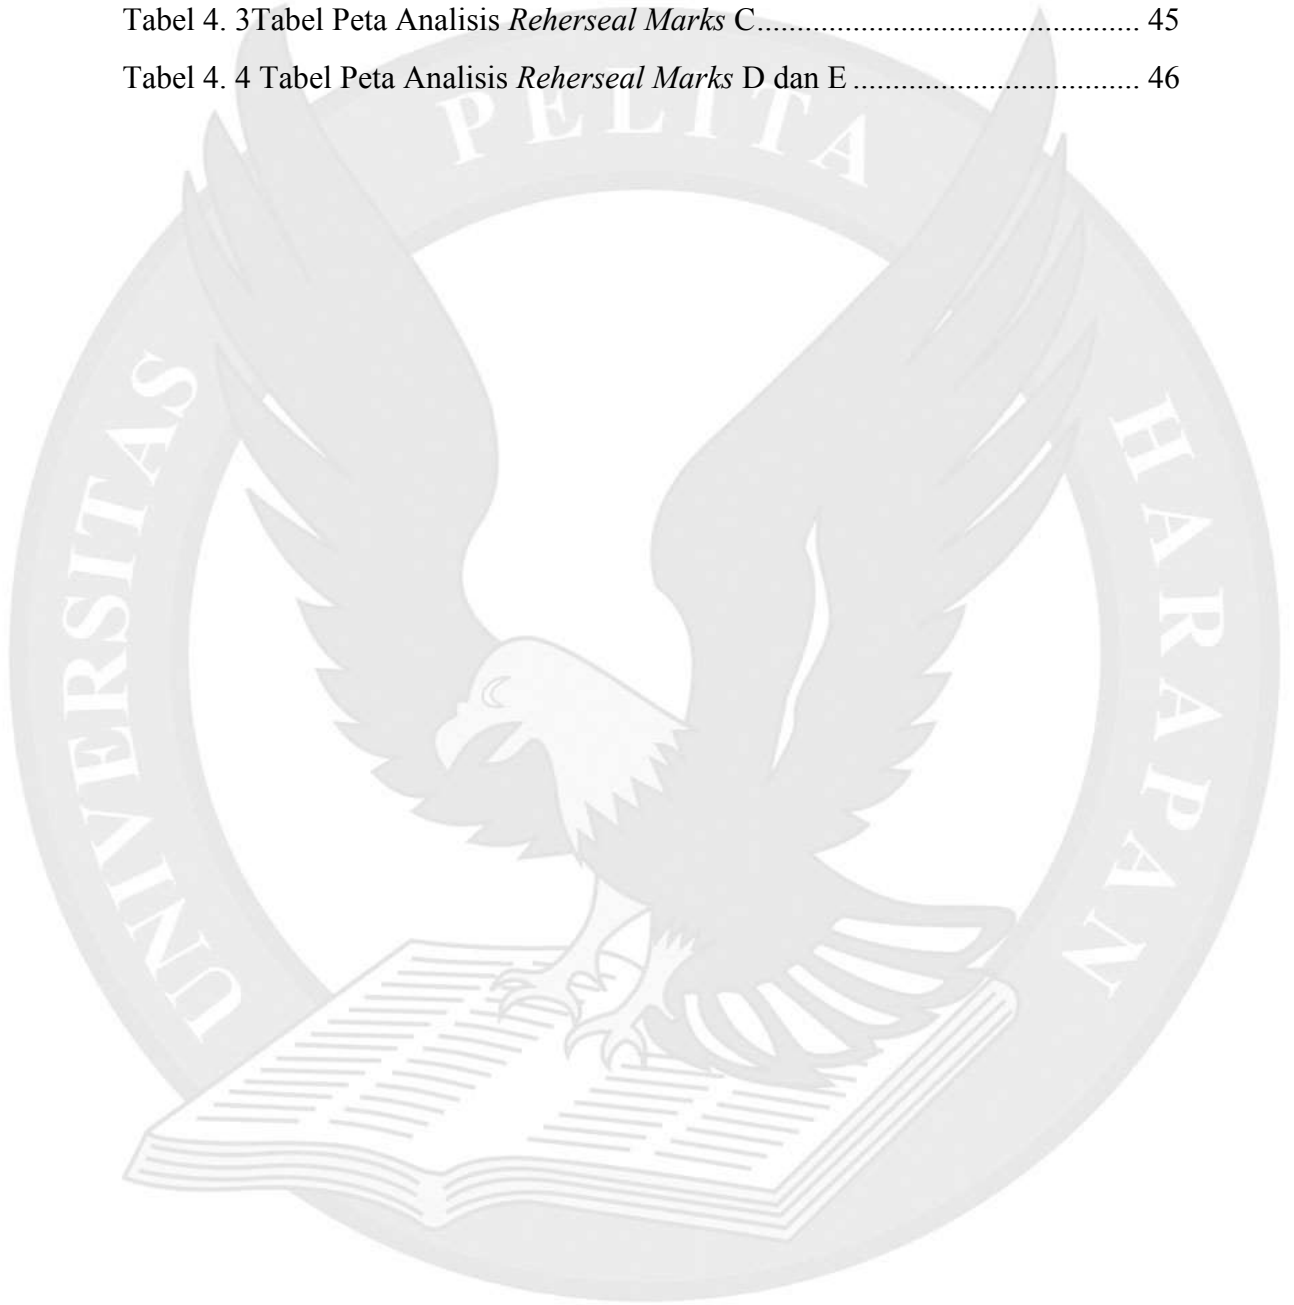 Tabel 4. 3Tabel Peta Analisis Reherseal Marks C................................................ 45
Tabel 4. 4 Tabel Peta Analisis Reherseal Marks D dan E .................................... 46
UNIVERSITAS PELITA HARAPAN